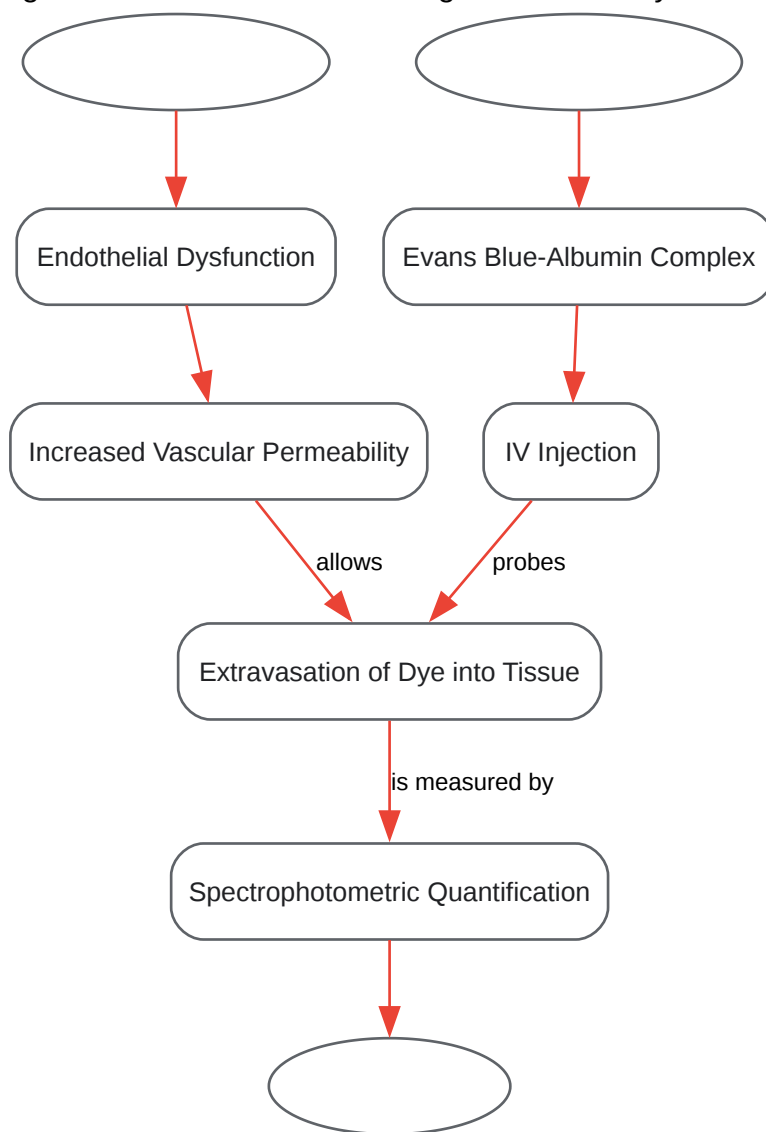 Endothelial Dysfunction
Evans Blue-Albumin Complex
Increased Vascular Permeability
IV Injection
allows
probes
Extravasation of Dye into Tissue
is measured by
Spectrophotometric Quantification